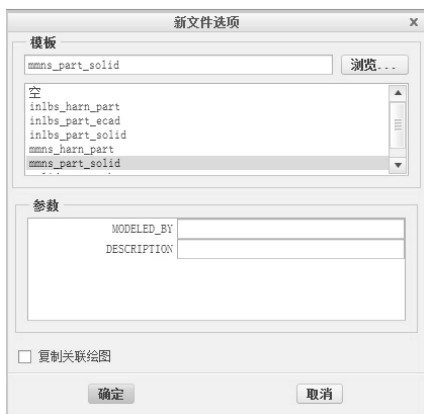 新文件选项
x
模板
mmns_part_solid
浏览...
空
inlbs_harn_part
inlbs_part_ecad
inlbs_part_solid
mmns_harn_part
mmns_part_solid
参数
MODELED_BY
DESCRIPTION
复制关联绘图
确定 取消